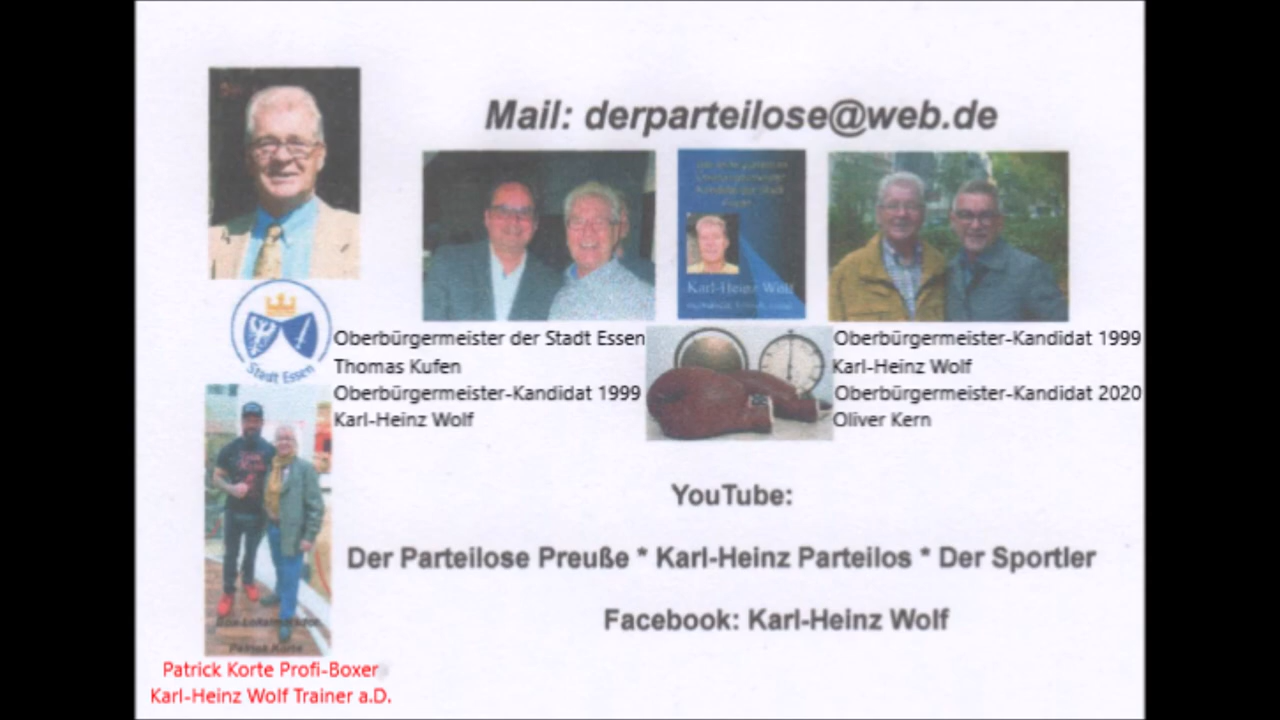 Mail: derparteilose@web.de
Karl-Heinz Wolf
Stadt Essen
Oberbürgermeister der Stadt Essen
Thomas Kufen
Oberbürgermeister-Kandidat 1999
Karl-Heinz Wolf
Oberbürgermeister-Kandidat 1999
Karl-Heinz Wolf
Oberbürgermeister-Kandidat 2020
Oliver Kern
YouTube:
Der Parteilose Preuße * Karl-Heinz Parteilos * Der Sportler
Facebook: Karl-Heinz Wolf
Patrick Korte
Patrick Korte Profi-Boxer
Karl-Heinz Wolf Trainer a.D.